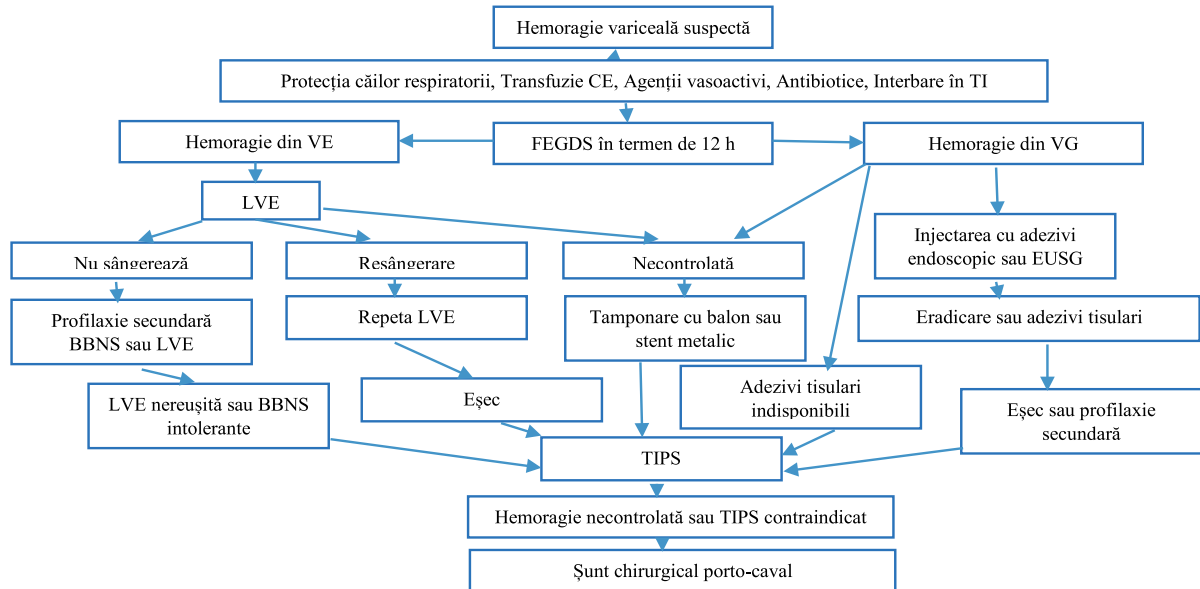 Hemoragie variceală suspectă
Protecția căilor respiratorii, Transfuzie CE, Agenții vasoactivi, Antibiotice, Interbare în TI
Hemoragie din VE
FEGDS în termen de 12 h
Hemoragie din VG
LVE
Nu sângerează
Resângerare
Necontrolată
Injectarea cu adezivi
endoscopic sau EUSG
Profilaxie secundară
BBNS sau LVE
Repeta LVE
Tamponare cu balon sau
stent metalic
Eradicare sau adezivi tisulari
LVE nereușită sau BBNS
intolerante
Eșec
Adezivi tisulari
indisponibili
Eșec sau profilaxie
secundară
TIPS
Hemoragie necontrolată sau TIPS contraindicat
Șunt chirurgical porto-caval